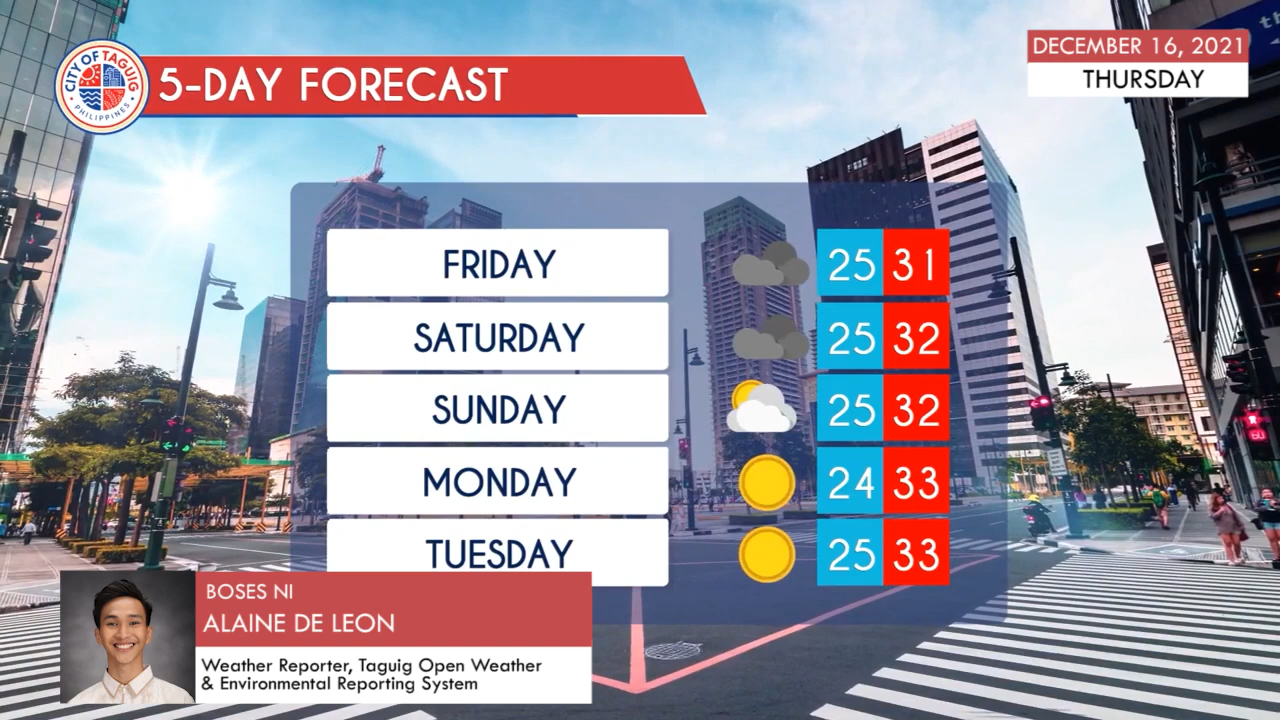 CITY OF TAGUIG
PHILIPPINES
5-DAY FORECAST
DECEMBER 16, 2021
THURSDAY
FRIDAY 25 31
SATURDAY 25 32
SUNDAY 25 32
MONDAY 24 33
TUESDAY 25 33
BOSES NI
ALAINE DE LEON
Weather Reporter, Taguig Open Weather
& Environmental Reporting System